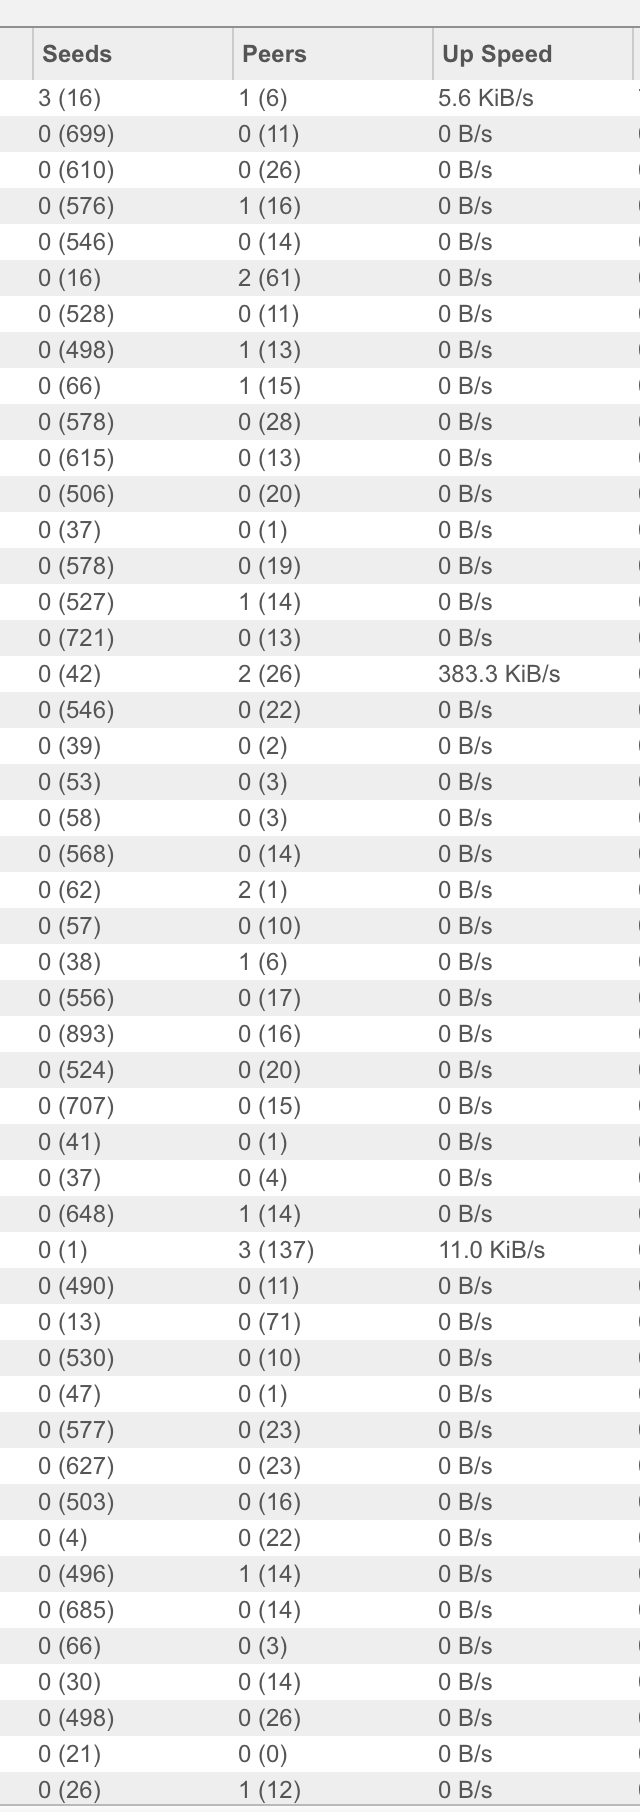 Seeds Peers Up Speed
3 (16) 1 (6) 5.6 KiB/s
0 (699) 0 (11) 0 B/s
0 (610) 0 (26) 0 B/s
0 (576) 1 (16) 0 B/s
0 (546) 0 (14) 0 B/s
0 (16) 2 (61) 0 B/s
0 (528) 0 (11) 0 B/s
0 (498) 1 (13) 0 B/s
0 (66) 1 (15) 0 B/s
0 (578) 0 (28) 0 B/s
0 (615) 0 (13) 0 B/s
0 (506) 0 (20) 0 B/s
0 (37) 0 (1) 0 B/s
0 (578) 0 (19) 0 B/s
0 (527) 1 (14) 0 B/s
0 (721) 0 (13) 0 B/s
0 (42) 2 (26) 383.3 KiB/s
0 (546) 0 (22) 0 B/s
0 (39) 0 (2) 0 B/s
0 (53) 0 (3) 0 B/s
0 (58) 0 (3) 0 B/s
0 (568) 0 (14) 0 B/s
0 (62) 2 (1) 0 B/s
0 (57) 0 (10) 0 B/s
0 (38) 1 (6) 0 B/s
0 (556) 0 (17) 0 B/s
0 (893) 0 (16) 0 B/s
0 (524) 0 (20) 0 B/s
0 (707) 0 (15) 0 B/s
0 (41) 0 (1) 0 B/s
0 (37) 0 (4) 0 B/s
0 (648) 1 (14) 0 B/s
0 (1) 3 (137) 11.0 KiB/s
0 (490) 0 (11) 0 B/s
0 (13) 0 (71) 0 B/s
0 (530) 0 (10) 0 B/s
0 (47) 0 (1) 0 B/s
0 (577) 0 (23) 0 B/s
0 (627) 0 (23) 0 B/s
0 (503) 0 (16) 0 B/s
0 (4) 0 (22) 0 B/s
0 (496) 1 (14) 0 B/s
0 (685) 0 (14) 0 B/s
0 (66) 0 (3) 0 B/s
0 (30) 0 (14) 0 B/s
0 (498) 0 (26) 0 B/s
0 (21) 0 (0) 0 B/s
0 (26) 1 (12) 0 B/s